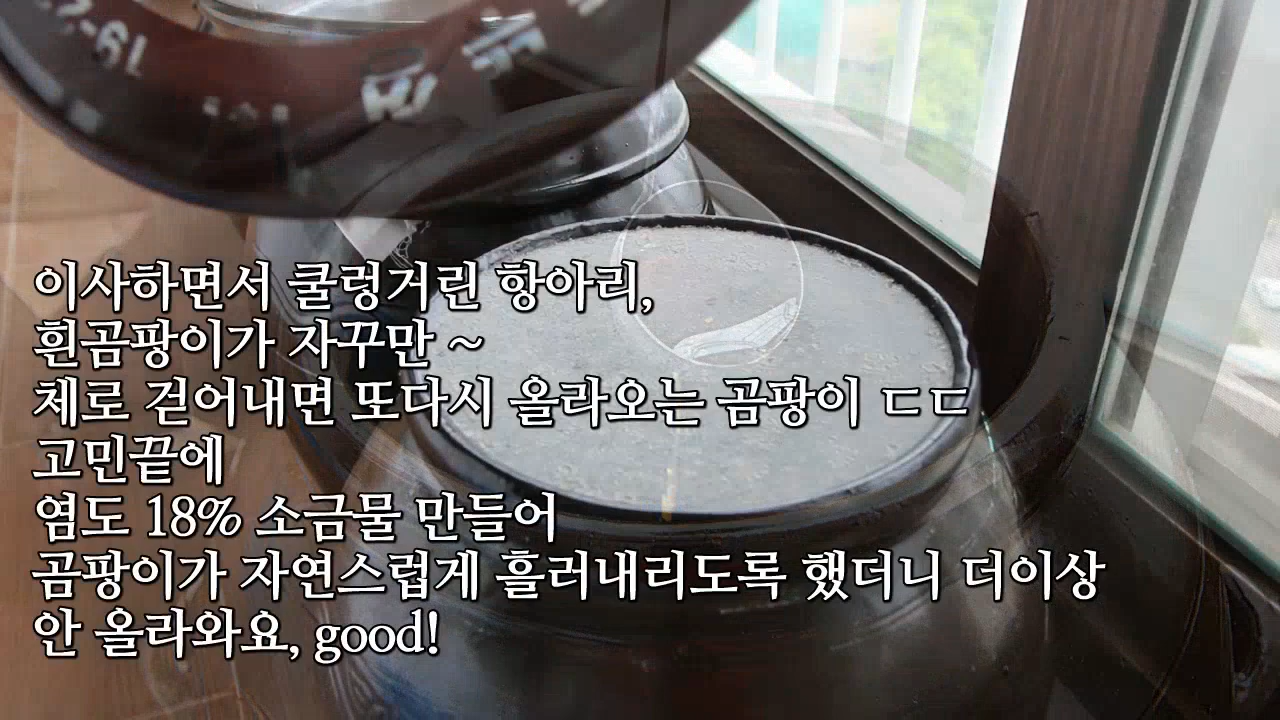 이사하면서 쿨렁거린 항아리,
흰곰팡이가 자꾸만 ~
체로 걷어내면 또다시 올라오는 곰팡이 ㄷㄷ
고민끝에
염도 18% 소금물 만들어
곰팡이가 자연스럽게 흘러내리도록 했더니 더이상
안 올라와요, good!